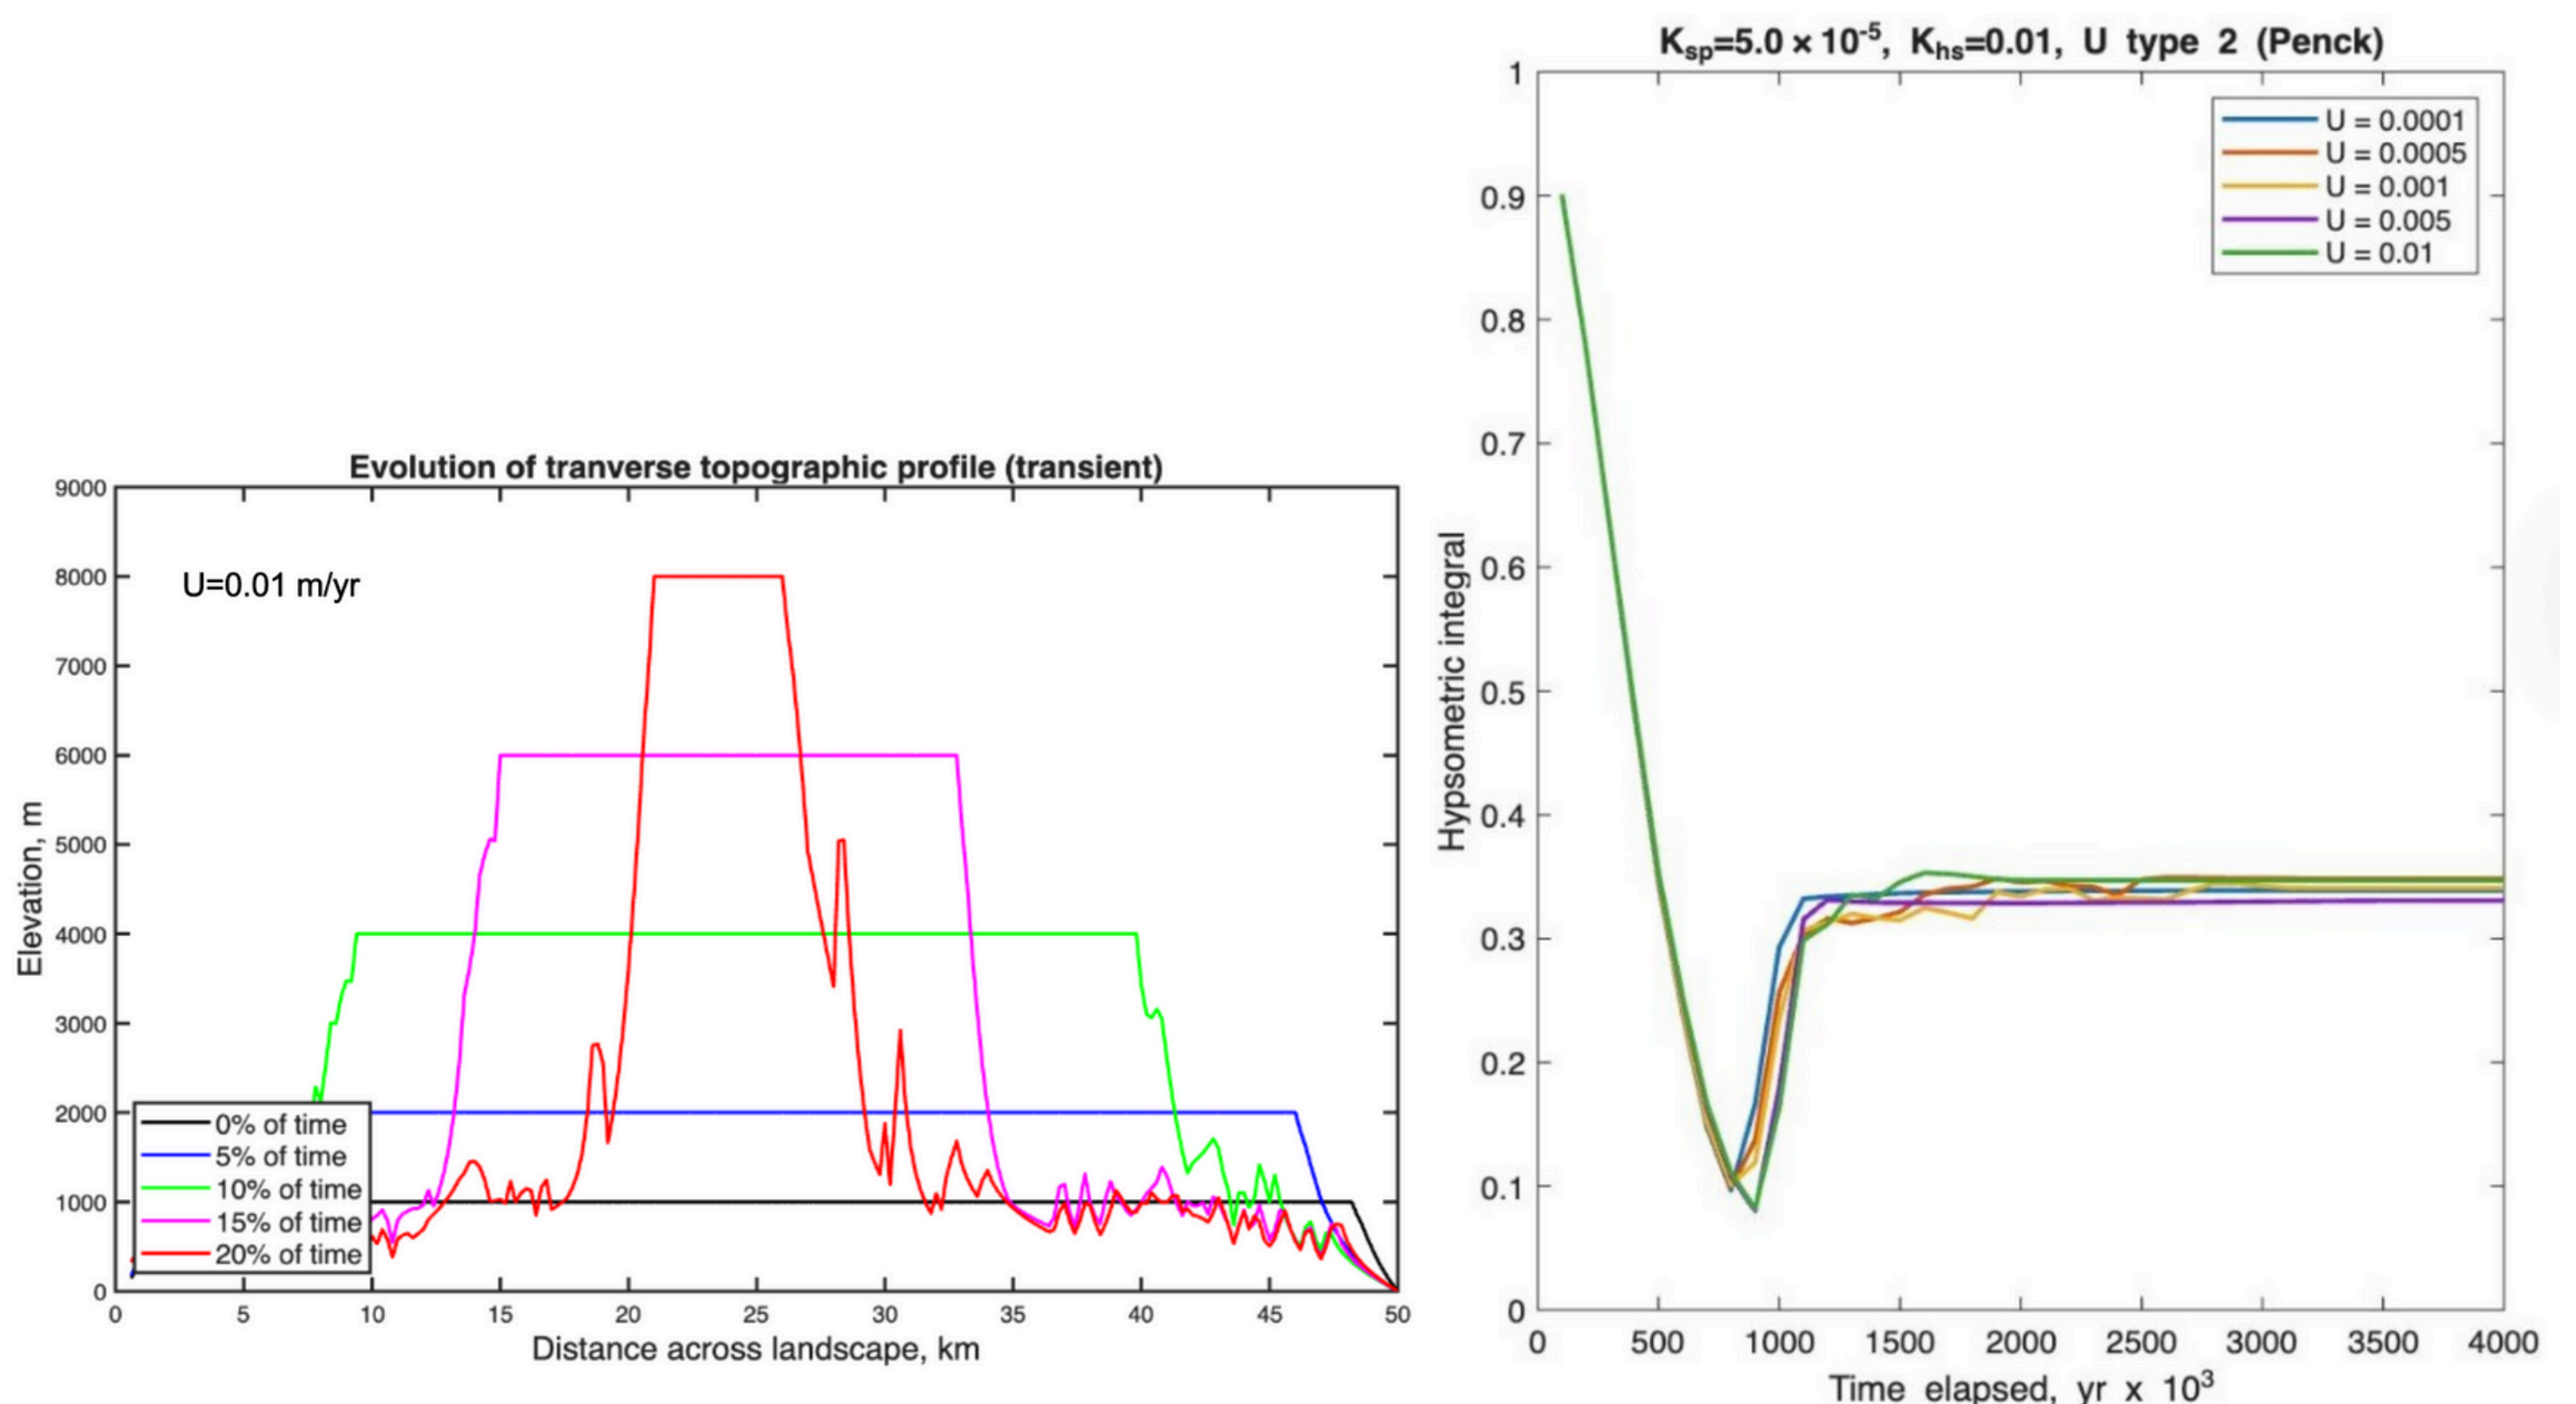 Evolution of tranverse topographic profile (transient)
9000
8000
7000
6000
5000
4000
3000
2000
1000
0
Elevation, m
U=0.01 m/yr
0% of time
5% of time
10% of time
15% of time
20% of time
0 5 10 15 20 25 30 35 40 45 50
Distance across landscape, km
Ksp=5.0 × 10-5, Khs=0.01, U type 2 (Penck)
1
0.9
0.8
0.7
0.6
0.5
0.4
0.3
0.2
0.1
0
Hypsometric integral
U = 0.0001
U = 0.0005
U = 0.001
U = 0.005
U = 0.01
0 500 1000 1500 2000 2500 3000 3500 4000
Time elapsed, yr x 103